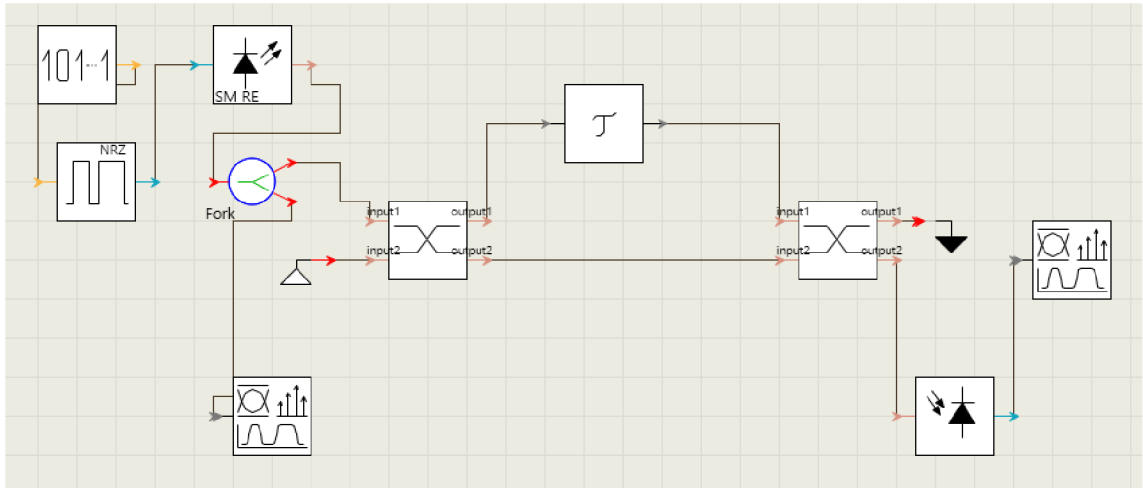 101...1
SM RE
NRZ
Fork
τ
input1
output1
input2
output2
input1
output1
input2
output2